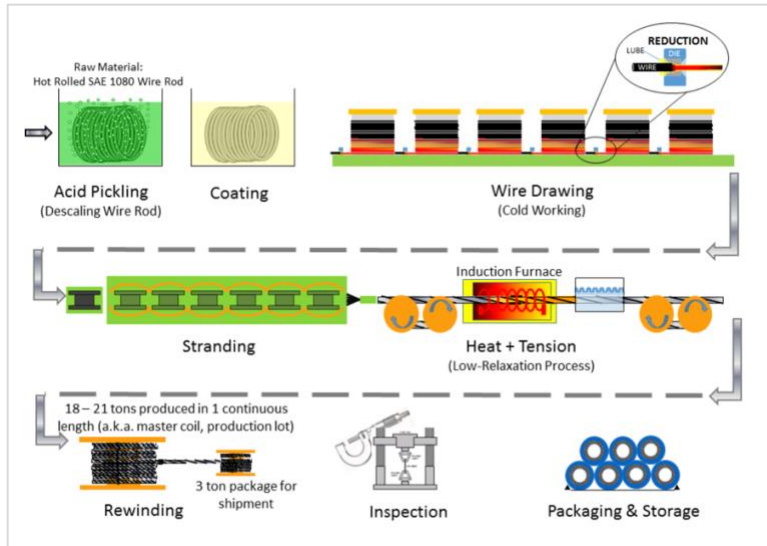 Raw Material:
Hot Rolled SAE 1080 Wire Rod
REDUCTION
LUBE
DIE
WIRE
Acid Pickling
(Descaling Wire Rod)
Coating
Wire Drawing
(Cold Working)
Induction Furnace
Stranding
Heat + Tension
(Low-Relaxation Process)
18 – 21 tons produced in 1 continuous
length (a.k.a. master coil, production lot)
3 ton package for
shipment
Rewinding
Inspection
Packaging & Storage